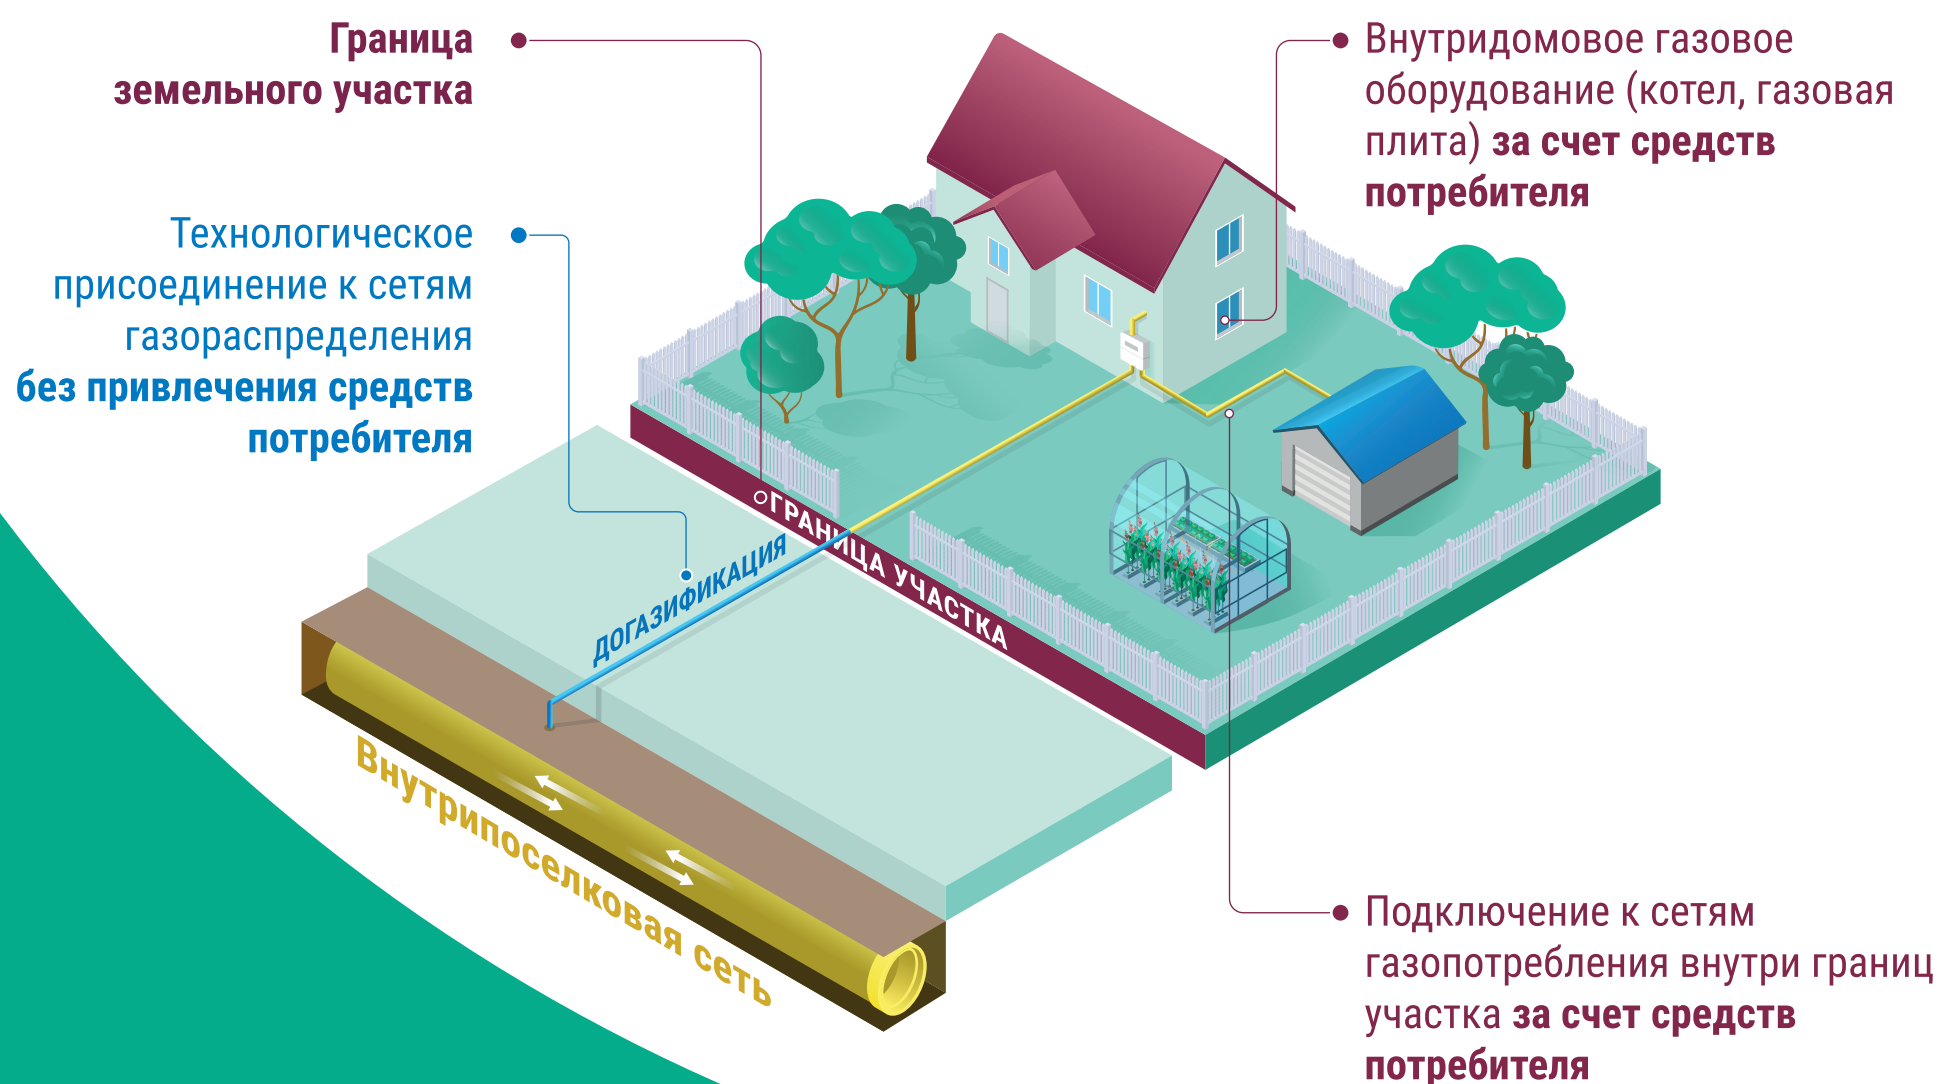 Граница
земельного участка
Технологическое
присоединение к сетям
газораспределения
без привлечения средств
потребителя
Внутридомовое газовое
оборудование (котел, газовая
плита) за счет средств
потребителя
ГРАНИЦА УЧАСТКА
ДОГАЗИФИКАЦИЯ
Внутрипоселковая сеть
Подключение к сетям
газопотребления внутри границ
участка за счет средств
потребителя